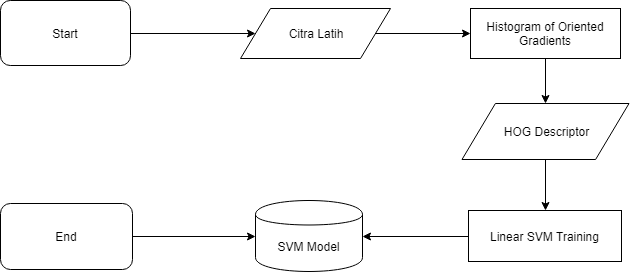 Start
Citra Latih
Histogram of Oriented
Gradients
HOG Descriptor
End
SVM Model
Linear SVM Training